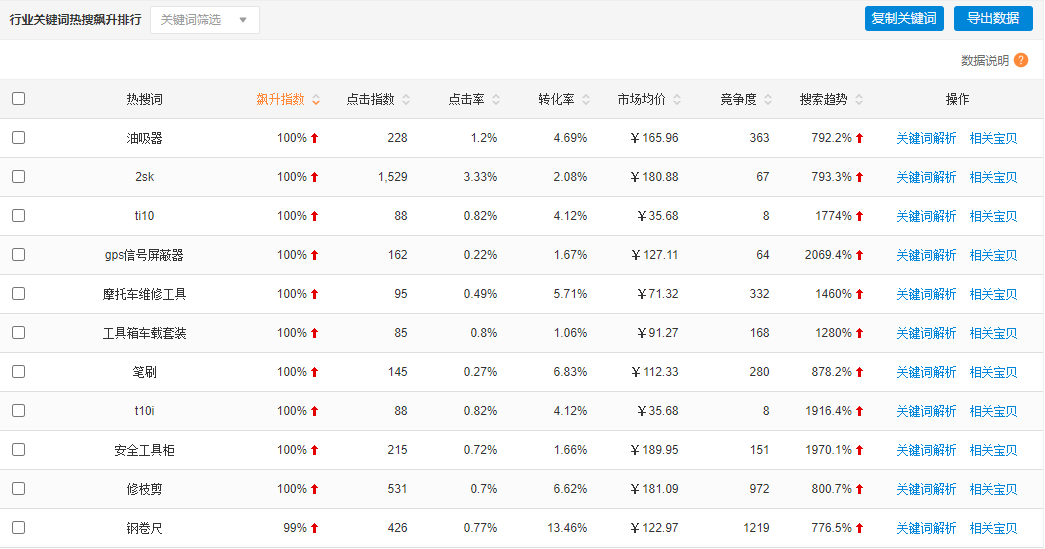 行业关键词热搜飙升排行 关键词筛选 复制关键词 导出数据
数据说明 ?
热搜词 飙升指数 点击指数 点击率 转化率 市场均价 竞争度 搜索趋势 操作
油吸器 100% 228 1.2% 4.69% ￥165.96 363 792.2% 关键词解析 相关宝贝
2sk 100% 1,529 3.33% 2.08% ￥180.88 67 793.3% 关键词解析 相关宝贝
ti10 100% 88 0.82% 4.12% ￥35.68 8 1774% 关键词解析 相关宝贝
gps信号屏蔽器 100% 162 0.22% 1.67% ￥127.11 64 2069.4% 关键词解析 相关宝贝
摩托车维修工具 100% 95 0.49% 5.71% ￥71.32 332 1460% 关键词解析 相关宝贝
工具箱车载套装 100% 85 0.8% 1.06% ￥91.27 168 1280% 关键词解析 相关宝贝
笔刷 100% 145 0.27% 6.83% ￥112.33 280 878.2% 关键词解析 相关宝贝
t10i 100% 88 0.82% 4.12% ￥35.68 8 1916.4% 关键词解析 相关宝贝
安全工具柜 100% 215 0.72% 1.66% ￥189.95 151 1970.1% 关键词解析 相关宝贝
修枝剪 100% 531 0.7% 6.62% ￥181.09 972 800.7% 关键词解析 相关宝贝
钢卷尺 99% 426 0.77% 13.46% ￥122.97 1219 776.5% 关键词解析 相关宝贝